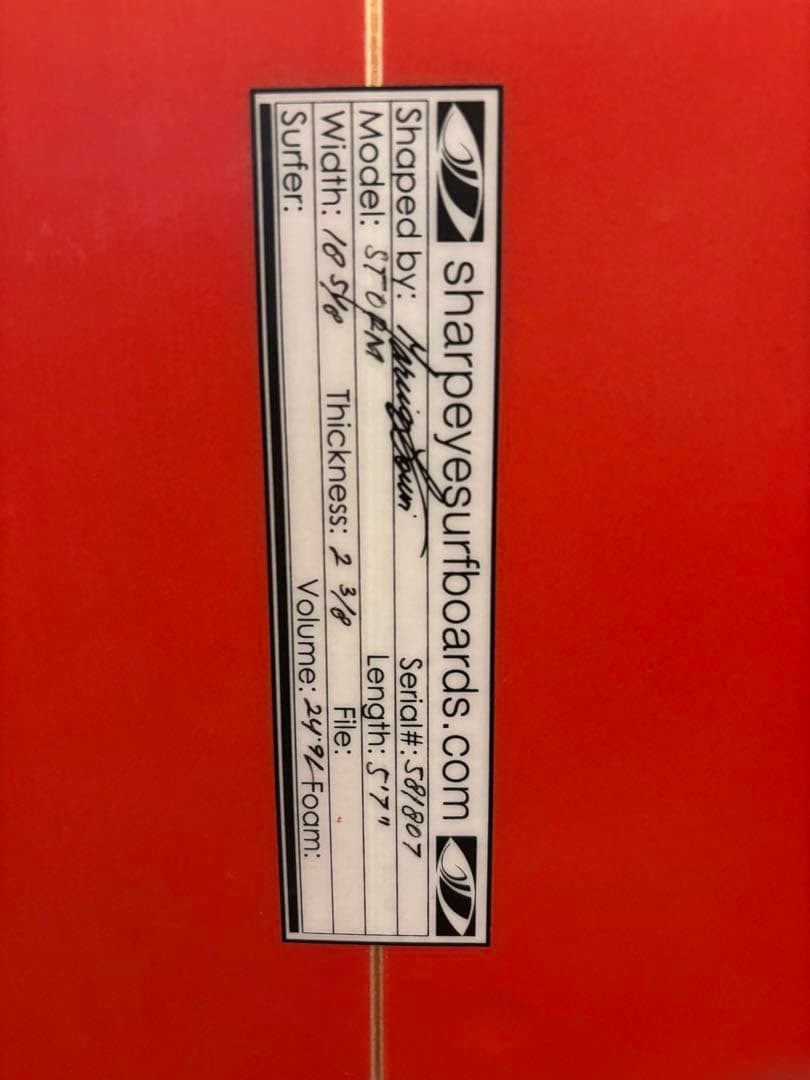 sharpeyesurfboards.com
Shaped by: Serial#: 581807
Model: STORM Length: 5'7"
Width: 18 5/8 Thickness: 2 3/8 File:
Surfer: Volume: 24.9L Foam: